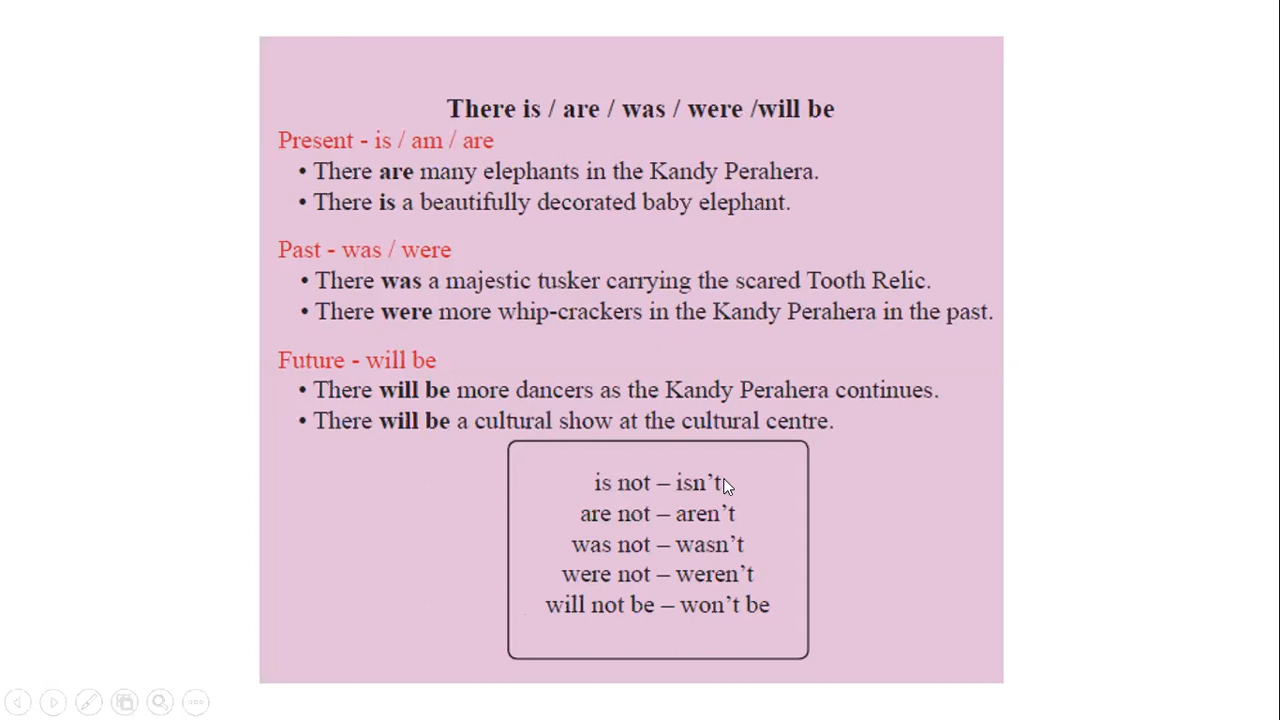 There is / are / was / were /will be
Present - is / am / are
• There are many elephants in the Kandy Perahera.
• There is a beautifully decorated baby elephant.
Past - was / were
• There was a majestic tusker carrying the scared Tooth Relic.
• There were more whip-crackers in the Kandy Perahera in the past.
Future - will be
• There will be more dancers as the Kandy Perahera continues.
• There will be a cultural show at the cultural centre.
is not – isn’t
are not – aren’t
was not – wasn’t
were not – weren’t
will not be – won’t be